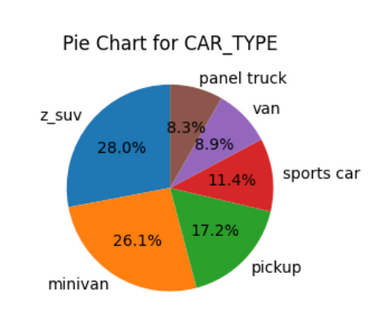 Pie Chart for CAR_TYPE
panel truck
van
z_suv
8.3%
8.9%
28.0%
sports car
11.4%
17.2%
26.1%
pickup
minivan